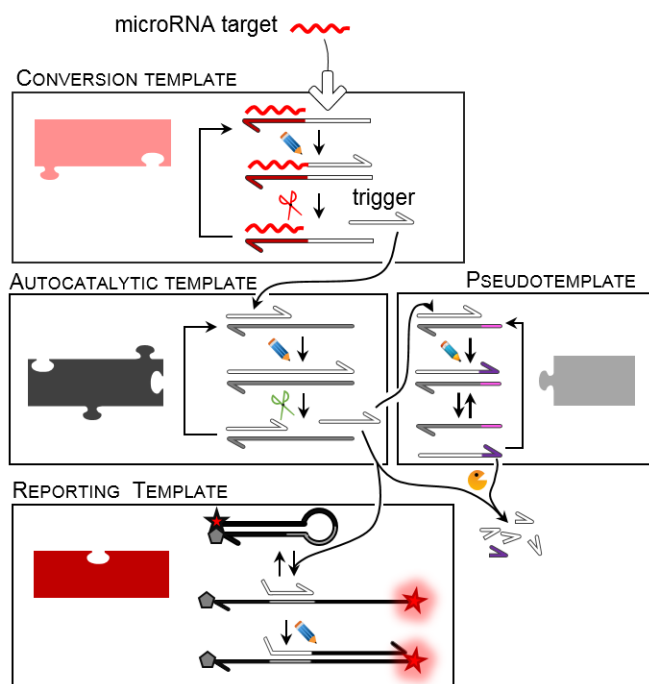 microRNA target
CONVERSION TEMPLATE
trigger
AUTOCATALYTIC TEMPLATE
PSEUDOTEMPLATE
REPORTING TEMPLATE